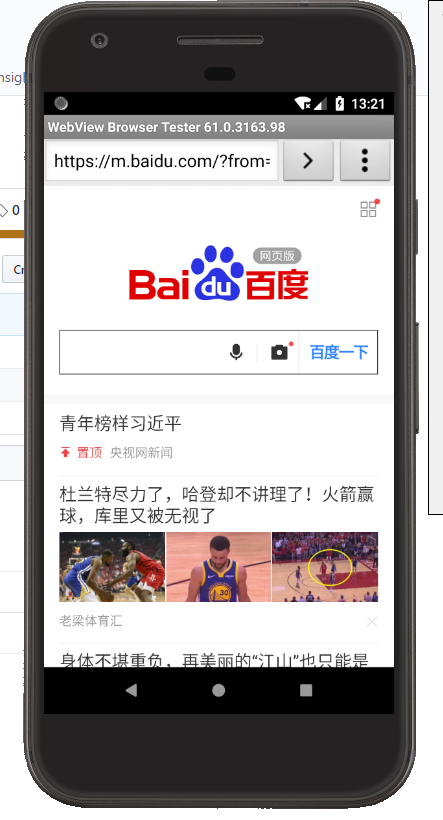 nsigl
0
Cr
13:21
WebView Browser Tester 61.0.3163.98
https://m.baidu.com/?from=
Bai du 百度
网页版
百度一下
青年榜样习近平
置顶 央视网新闻
杜兰特尽力了，哈登却不讲理了！火箭赢
球，库里又被无视了
30
老梁体育汇
身体不堪重负，再美丽的“江山”也只能是